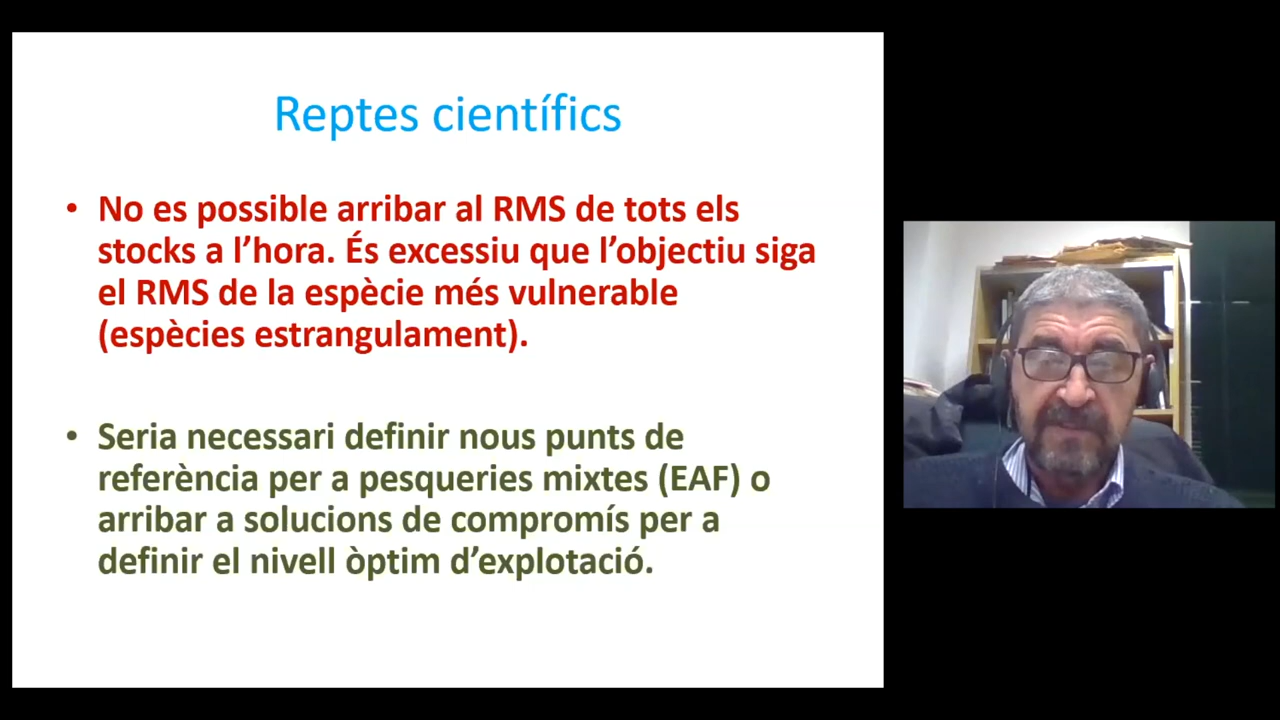 Reptes científics
• No es possible arribar al RMS de tots els
stocks a l’hora. És excessiu que l’objectiu siga
el RMS de la espècie més vulnerable
(espècies estrangulament).
• Seria necessari definir nous punts de
referència per a pesqueries mixtes (EAF) o
arribar a solucions de compromís per a
definir el nivell òptim d’explotació.